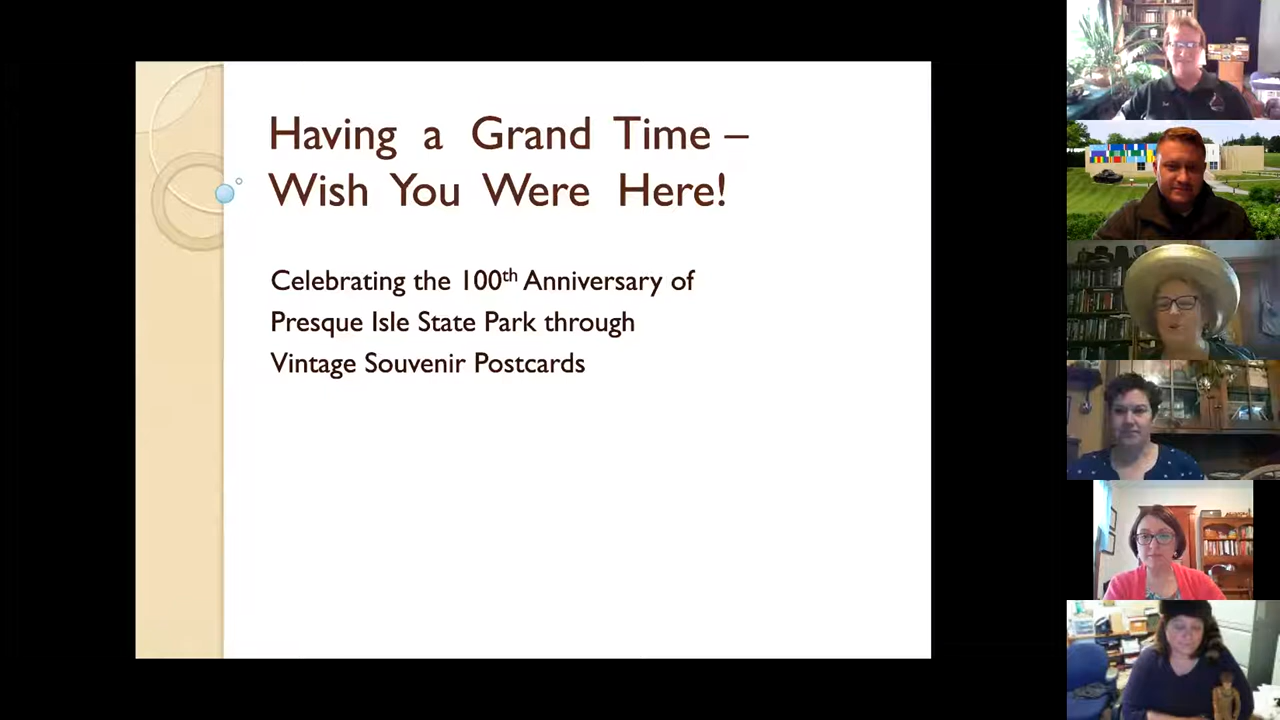 Having a Grand Time –
Wish You Were Here!
Celebrating the 100th Anniversary of
Presque Isle State Park through
Vintage Souvenir Postcards